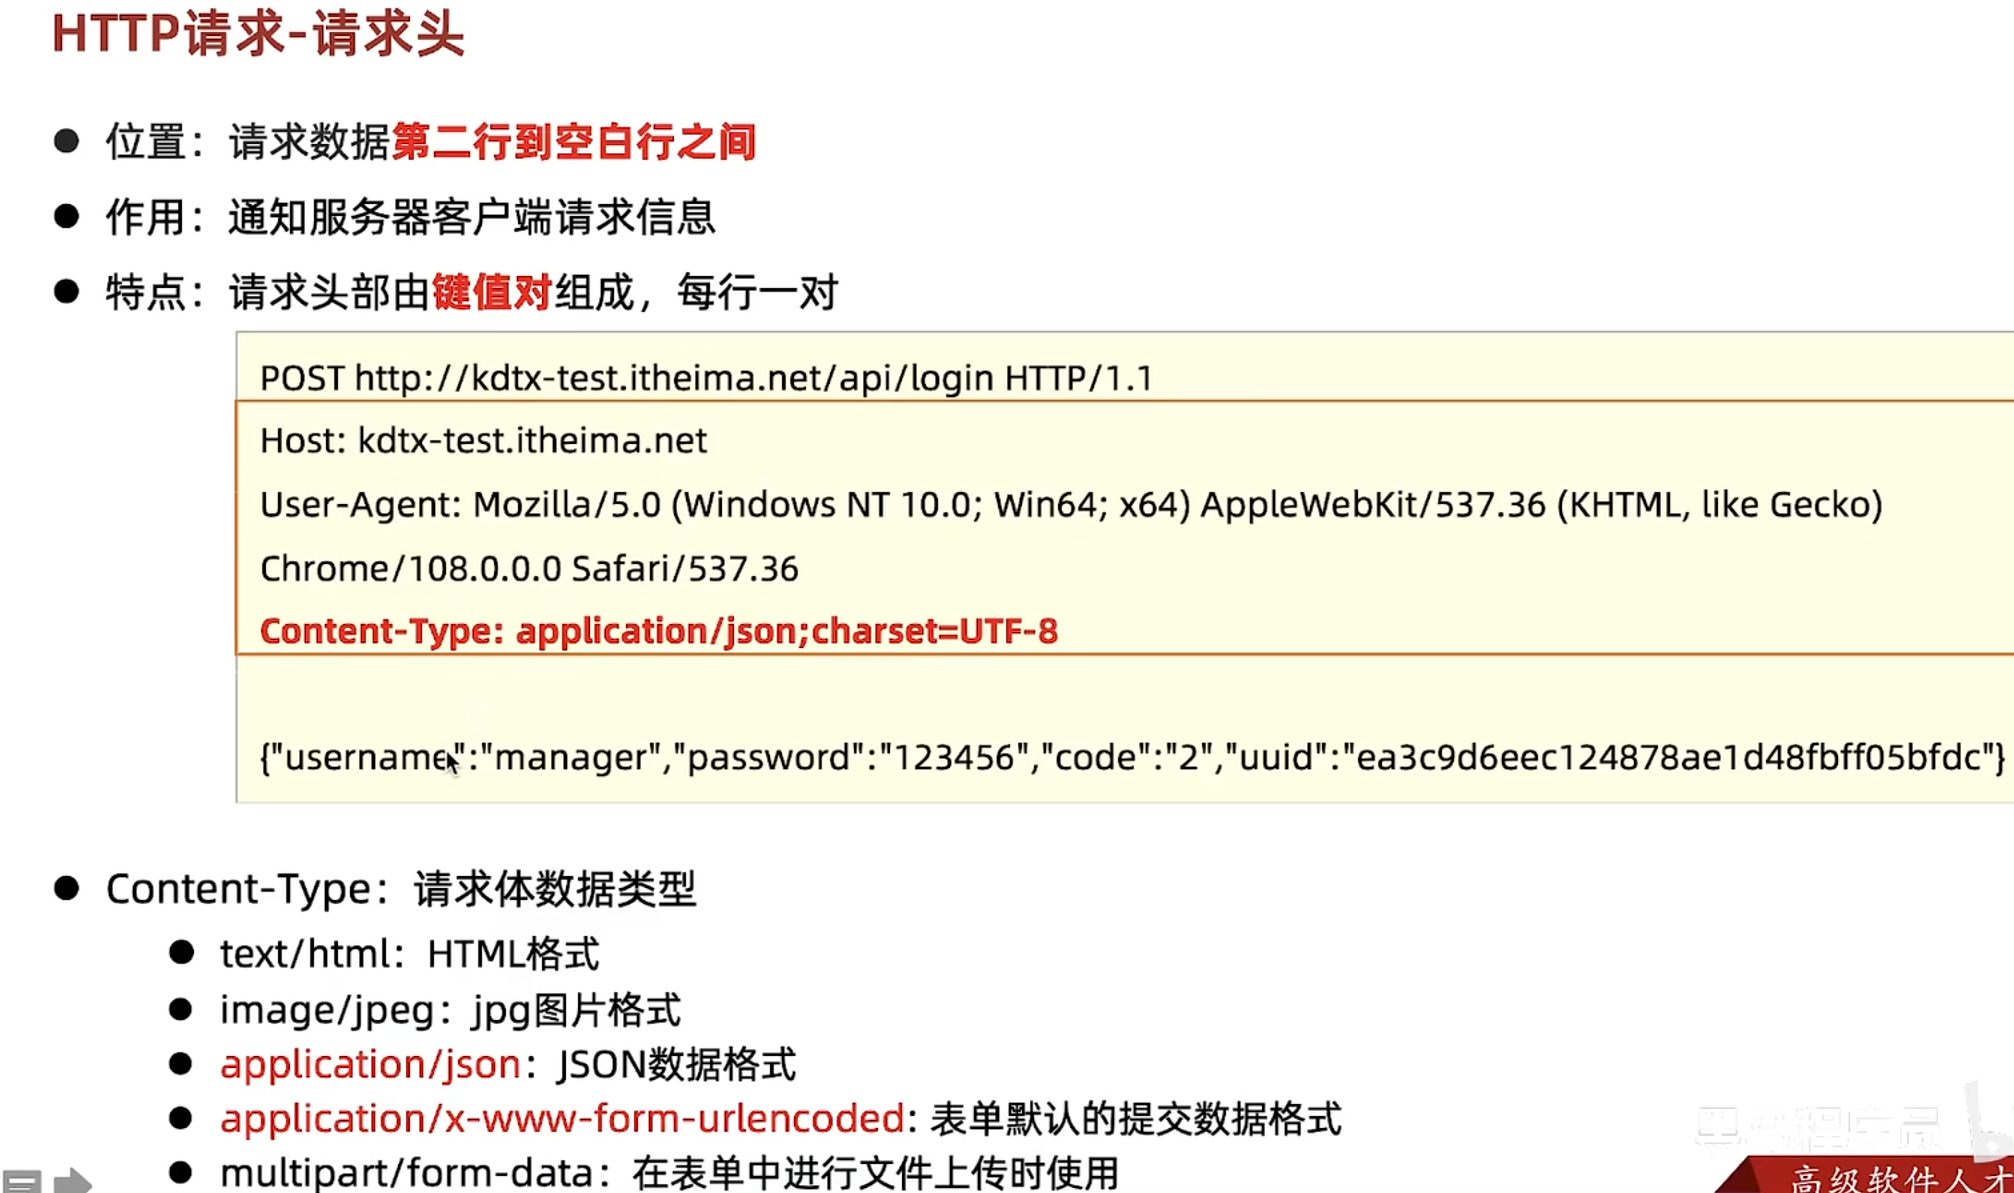 HTTP请求-请求头
● 位置：请求数据第二行到空白行之间
● 作用：通知服务器客户端请求信息
● 特点：请求头部由键值对组成，每行一对
POST http://kdtx-test.itheima.net/api/login HTTP/1.1
Host: kdtx-test.itheima.net
User-Agent: Mozilla/5.0 (Windows NT 10.0; Win64; x64) AppleWebKit/537.36 (KHTML, like Gecko)
Chrome/108.0.0.0 Safari/537.36
Content-Type: application/json;charset=UTF-8
{"username":"manager","password":"123456","code":"2","uuid":"ea3c9d6eec124878ae1d48fbff05bfdc"}
● Content-Type：请求体数据类型
● text/html：HTML格式
● image/jpeg：jpg图片格式
● application/json：JSON数据格式
● application/x-www-form-urlencoded: 表单默认的提交数据格式
● multipart/form-data：在表单中进行文件上传时使用
高级软件人才